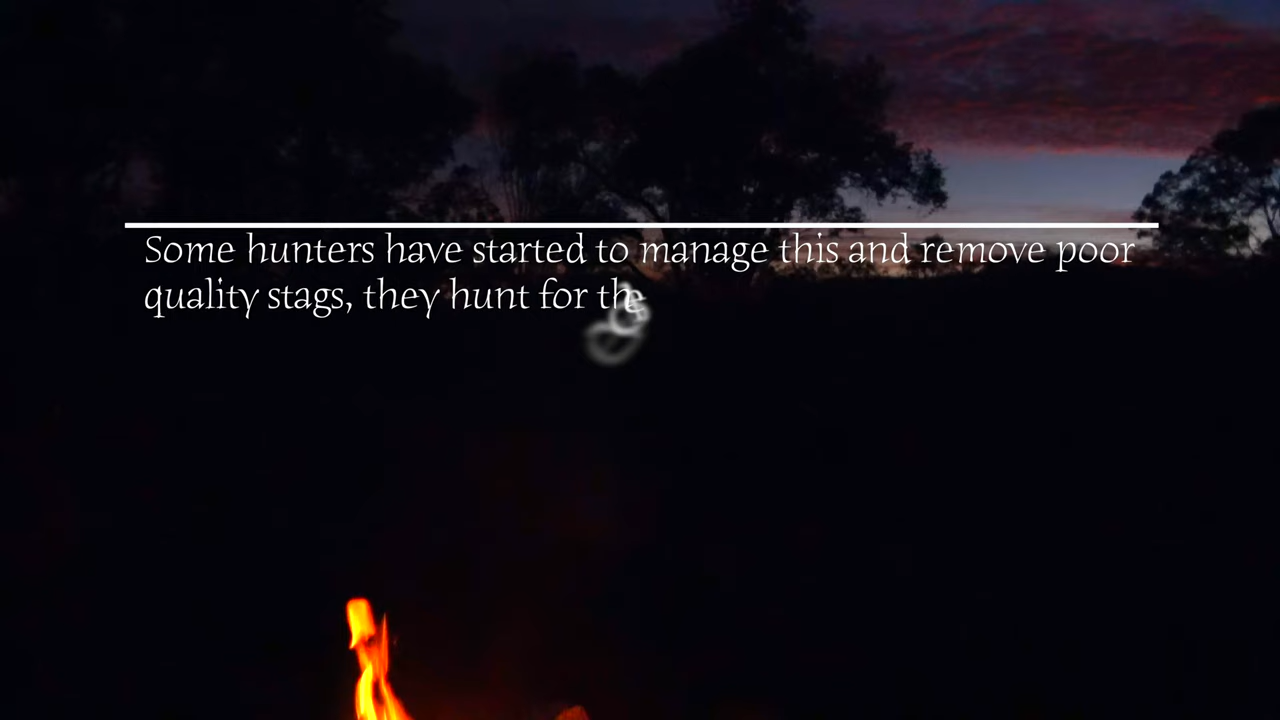 Some hunters have started to manage this and remove poor
quality stags, they hunt for the